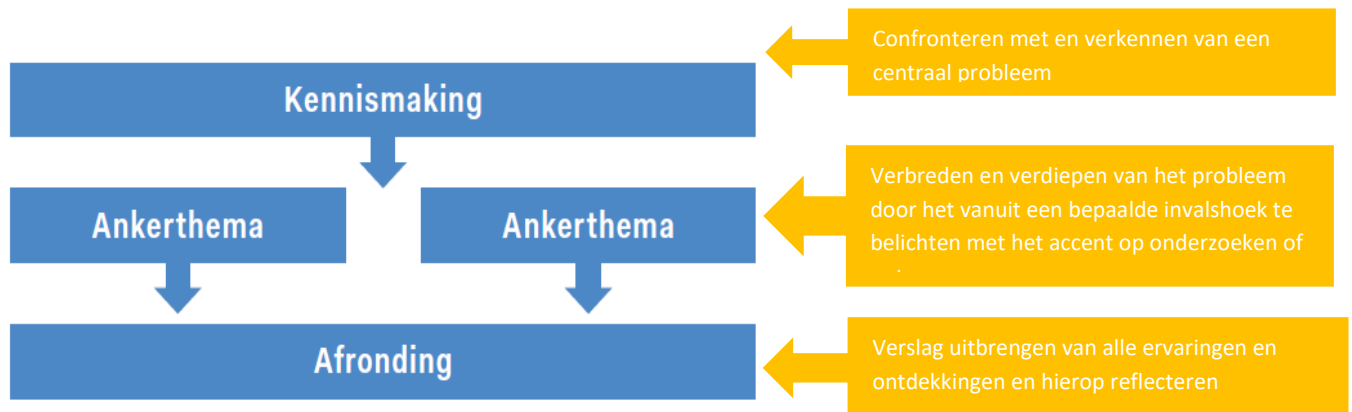 Confronteren met en verkennen van een
centraal probleem
Kennismaking
Verbreden en verdiepen van het probleem
door het vanuit een bepaalde invalshoek te
belichten met het accent op onderzoeken of
Ankerthema
Ankerthema
Verslag uitbrengen van alle ervaringen en
ontdekkingen en hierop reflecteren
Afronding